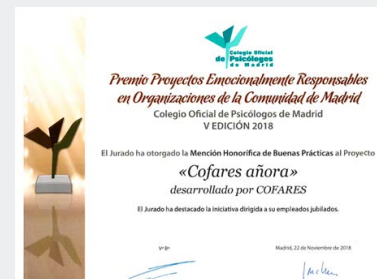 Colegio Oficial
de Psicólogos
de Madrid
Premio Proyectos Emocionalmente Responsables
en Organizaciones de la Comunidad de Madrid
Colegio Oficial de Psicólogos de Madrid
V EDICIÓN 2018
El Jurado ha otorgado la Mención Honorífica de Buenas Prácticas al Proyecto
«Cofares añora»
desarrollado por COFARES
El Jurado ha destacado la iniciativa dirigida a su empleados jubilados.
Madrid, 22 de Noviembre de 2018